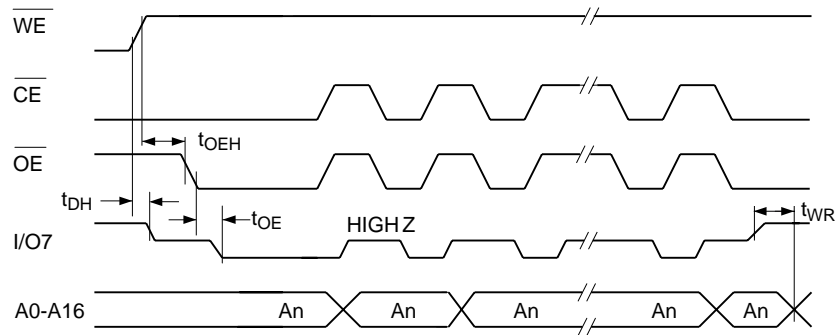 WE
CE
tOEH
OE
tDH
tOE
tWR
I/O7
HIGH Z
A0-A16
An
An
An
An
An